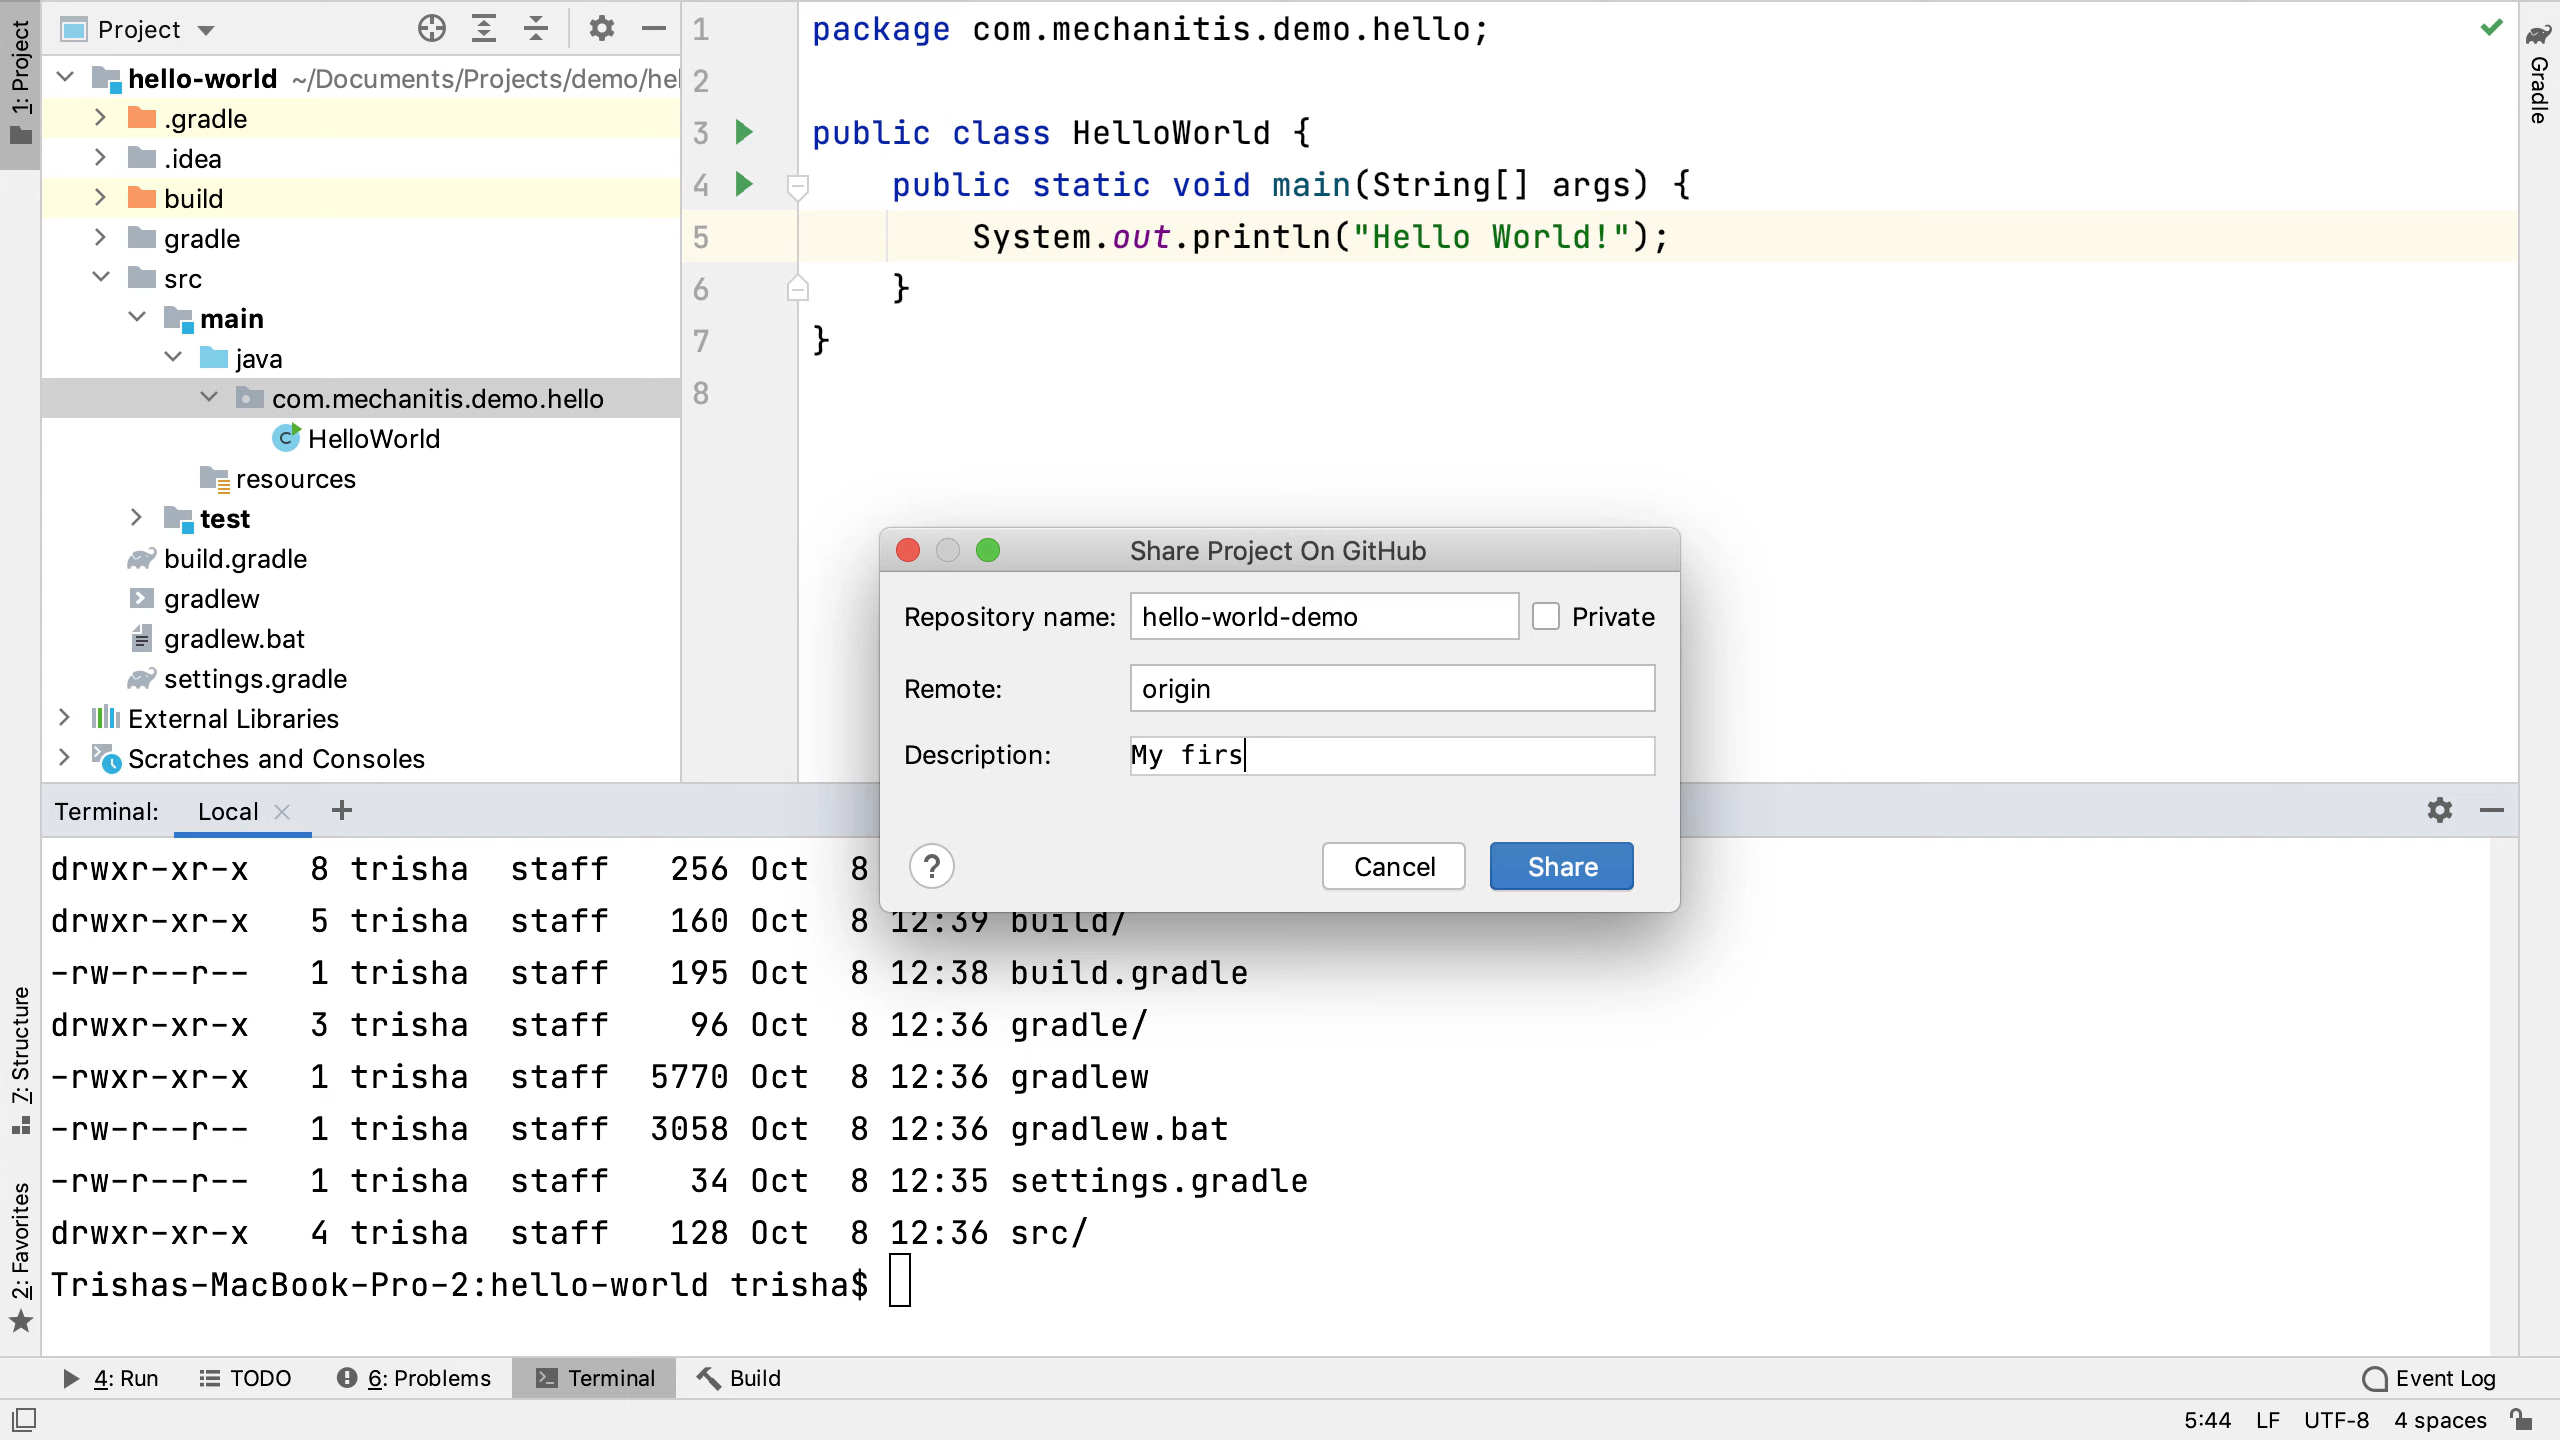 1: Project
Project
hello-world ~/Documents/Projects/demo/hel
.gradle
.idea
build
gradle
src
main
java
com.mechanitis.demo.hello
HelloWorld
resources
test
build.gradle
gradlew
gradlew.bat
settings.gradle
External Libraries
Scratches and Consoles
1 package com.mechanitis.demo.hello;
2
3 public class HelloWorld {
4 public static void main(String[] args) {
5 System.out.println("Hello World!");
6 }
7 }
8
Gradle
Share Project On GitHub
Repository name: hello-world-demo Private
Remote: origin
Description: My firs
? Cancel Share
Terminal: Local
drwxr-xr-x 8 trisha staff 256 Oct 8
drwxr-xr-x 5 trisha staff 160 Oct 8 12:39 build/
-rw-r--r-- 1 trisha staff 195 Oct 8 12:38 build.gradle
drwxr-xr-x 3 trisha staff 96 Oct 8 12:36 gradle/
-rwxr-xr-x 1 trisha staff 5770 Oct 8 12:36 gradlew
-rw-r--r-- 1 trisha staff 3058 Oct 8 12:36 gradlew.bat
-rw-r--r-- 1 trisha staff 34 Oct 8 12:35 settings.gradle
drwxr-xr-x 4 trisha staff 128 Oct 8 12:36 src/
Trishas-MacBook-Pro-2:hello-world trisha$
7: Structure
2: Favorites
4: Run TODO 6: Problems Terminal Build Event Log
5:44 LF UTF-8 4 spaces